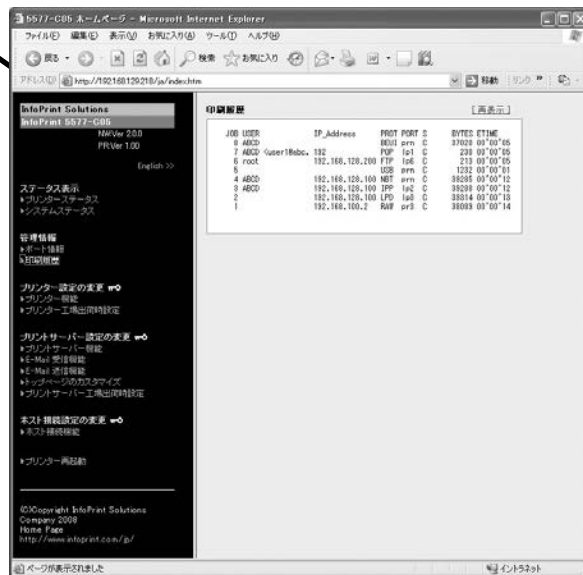 5577-C05 ホームページ - Microsoft Internet Explorer
ファイル(F) 編集(E) 表示(V) お気に入り(A) ツール(T) ヘルプ(H)
戻る 検索 お気に入り
アドレス(D) http://192.168.129.218/ja/index.htm 移動 リンク »
InfoPrint Solutions
InfoPrint 5577-C05
NW:Ver 2.0.0
PR:Ver 1.00
English >>
ステータス表示
プリンターステータス
システムステータス
管理情報
ポート情報
印刷履歴
プリンター設定の変更
プリンター機能
プリンター工場出荷時設定
プリントサーバー設定の変更
プリントサーバー機能
E-Mail 受信機能
E-Mail 送信機能
トップページのカスタマイズ
プリントサーバー工場出荷時設定
ホスト接続設定の変更
ホスト接続機能
プリンター再起動
(C)Copyright InfoPrint Solutions
Company 2008
Home Page
http://www.infoprint.com/jp/
印刷履歴 [再表示]
JOB USER IP_Address PROT PORT S BYTES ETIME
8 ABCD BEUI prn C 37020 00"00"05
7 ABCD <user1@abc. 192 POP lp1 C 230 00"00"05
6 root 192.168.128.200 FTP lp6 C 213 00"00"05
5 USB prn C 1232 00"00"01
4 ABCD 192.168.128.100 NBT prn C 39285 00"00"12
3 ABCD 192.168.128.100 IPP lp2 C 39288 00"00"12
2 192.168.128.100 LPD lp0 C 39314 00"00"13
1 192.168.100.2 RAW pr3 C 38083 00"00"14
ページが表示されました イントラネット